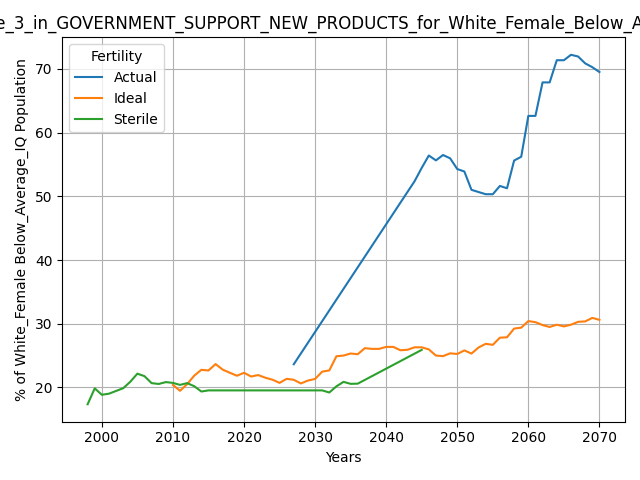 e_3_in_GOVERNMENT_SUPPORT_NEW_PRODUCTS_for_White_Female_Below_A
% of White_Female Below_Average_IQ Population
Fertility
Actual
Ideal
Sterile
70
60
50
40
30
20
2000 2010 2020 2030 2040 2050 2060 2070
Years